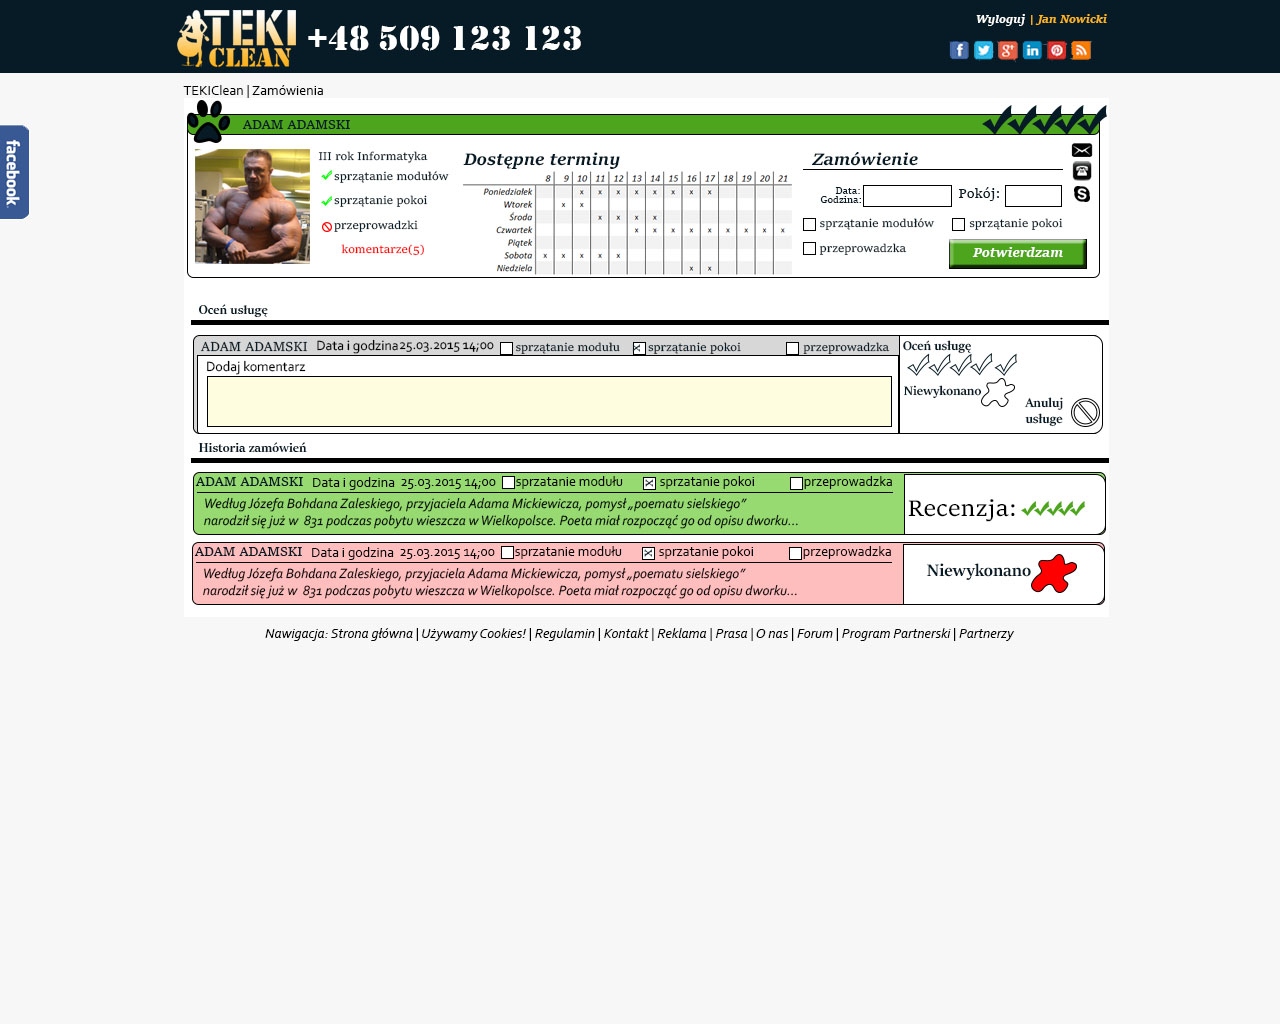 TEKI
CLEAN
+48 509 123 123
Wyloguj | Jan Nowicki
TEKIClean | Zamówienia
facebook
ADAM ADAMSKI
III rok Informatyka
sprzątanie modułów
sprzątanie pokoi
przeprowadzki
komentarze(5)
Dostępne terminy
8 9 10 11 12 13 14 15 16 17 18 19 20 21
Poniedziałek x x x x x x x x
Wtorek x x
Środa x x x x
Czwartek x x x x x x x x x
Piątek
Sobota x x x x x
Niedziela x x
Zamówienie
Data:
Godzina:
Pokój:
sprzątanie modułów sprzątanie pokoi
przeprowadzka
Potwierdzam
Oceń usługę
ADAM ADAMSKI Data i godzina 25.03.2015 14;00 sprzątanie modułu x sprzątanie pokoi przeprowadzka
Dodaj komentarz
Oceń usługę
Niewykonano
Anuluj
usługe
Historia zamówień
ADAM ADAMSKI Data i godzina 25.03.2015 14;00 sprzatanie modułu x sprzątanie pokoi przeprowadzka
Według Józefa Bohdana Zaleskiego, przyjaciela Adama Mickiewicza, pomysł „poematu sielskiego”
narodził się już w 831 podczas pobytu wieszcza w Wielkopolsce. Poeta miał rozpocząć go od opisu dworku...
Recenzja:
ADAM ADAMSKI Data i godzina 25.03.2015 14;00 sprzatanie modułu x sprzątanie pokoi przeprowadzka
Według Józefa Bohdana Zaleskiego, przyjaciela Adama Mickiewicza, pomysł „poematu sielskiego”
narodził się już w 831 podczas pobytu wieszcza w Wielkopolsce. Poeta miał rozpocząć go od opisu dworku...
Niewykonano
Nawigacja: Strona główna | Używamy Cookies! | Regulamin | Kontakt | Reklama | Prasa | O nas | Forum | Program Partnerski | Partnerzy